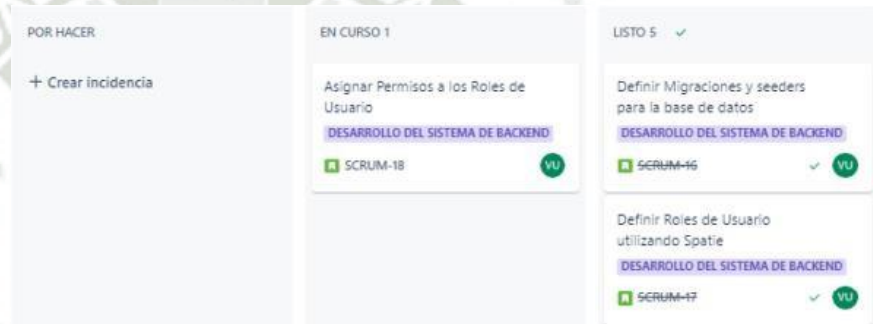 POR HACER
+ Crear incidencia
EN CURSO 1
Asignar Permisos a los Roles de
Usuario
DESARROLLO DEL SISTEMA DE BACKEND
SCRUM-18
VU
LISTO 5
Definir Migraciones y seeders
para la base de datos
DESARROLLO DEL SISTEMA DE BACKEND
SCRUM-16
VU
Definir Roles de Usuario
utilizando Spatie
DESARROLLO DEL SISTEMA DE BACKEND
SCRUM-17
VU